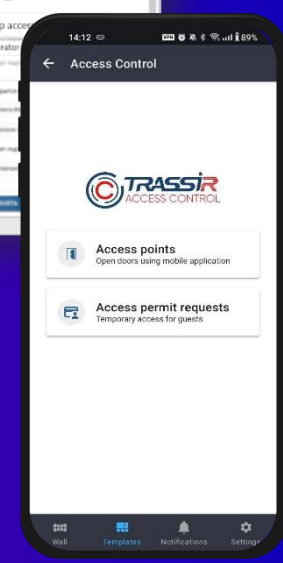 14:12
VPN
89%
Access Control
TRASSIR
ACCESS CONTROL
Access points
Open doors using mobile application
Access permit requests
Temporary access for guests
Wall
Templates
Notifications
Settings